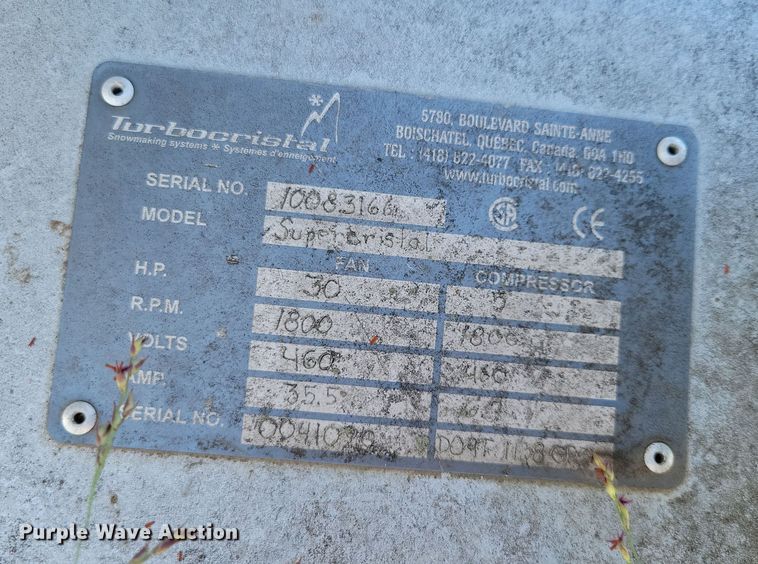 Turbocristal
Snowmaking systems * Systèmes d'enneigement
5780, BOULEVARD SAINTE-ANNE
BOISCHATEL, QUÉBEC, Canada, G0A 1H0
TEL : (418) 822-4077 FAX : (418) 822-4255
www.turbocristal.com
SERIAL NO. 10083166
MODEL Supercristal
FAN COMPRESSOR
H.P. 30
R.P.M. 1800 1800
VOLTS 460 460
AMP. 35.5
SERIAL NO.
Purple Wave Auction